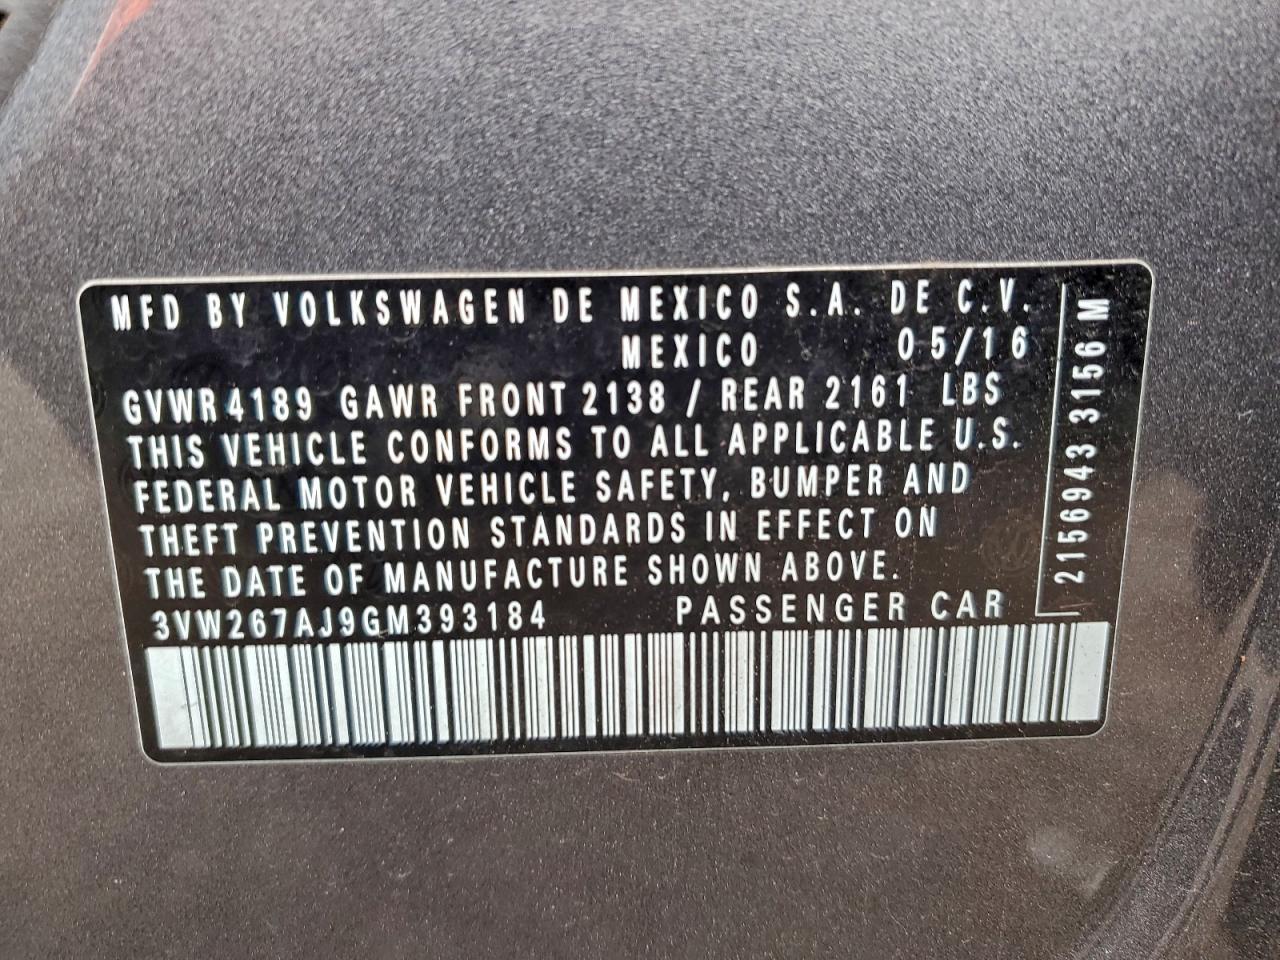 MFD BY VOLKSWAGEN DE MEXICO S.A. DE C.V.
MEXICO 05/16
GVWR 4189 GAWR FRONT 2138 / REAR 2161 LBS
THIS VEHICLE CONFORMS TO ALL APPLICABLE U.S.
FEDERAL MOTOR VEHICLE SAFETY, BUMPER AND
THEFT PREVENTION STANDARDS IN EFFECT ON
THE DATE OF MANUFACTURE SHOWN ABOVE.
3VW267AJ9GM393184 PASSENGER CAR
2156943 3156 M